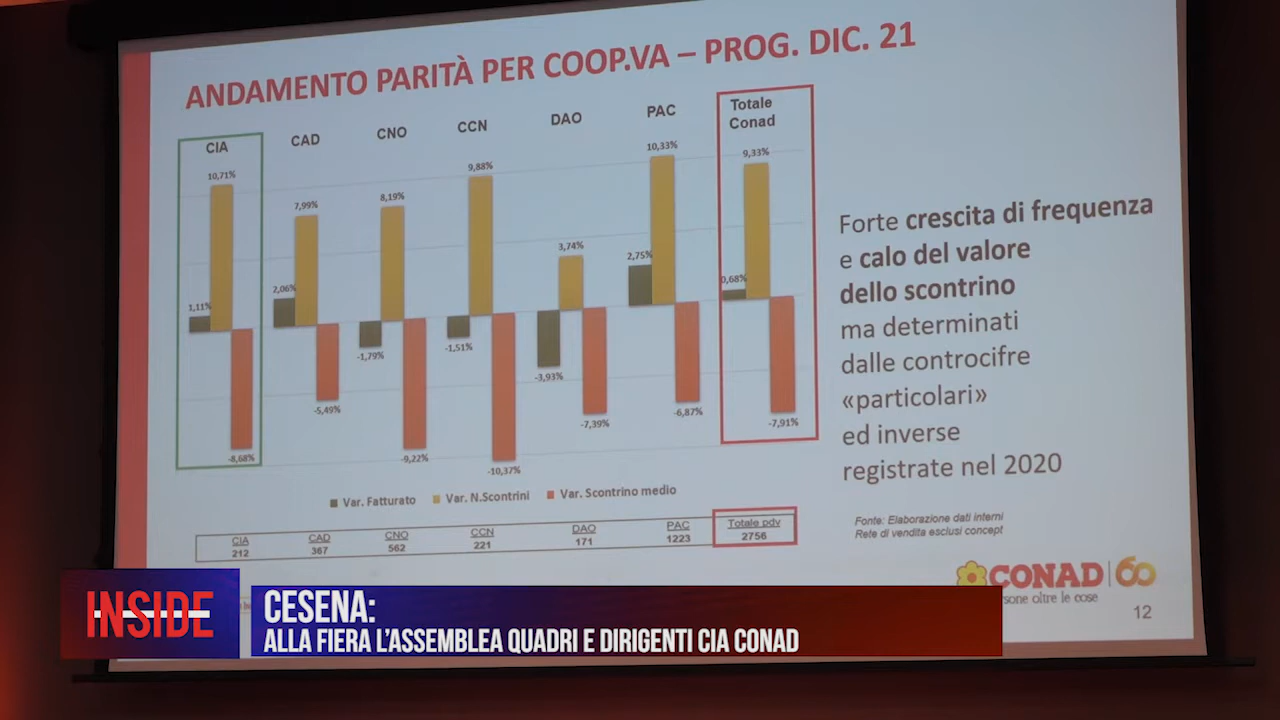 ANDAMENTO PARITÀ PER COOP.VA – PROG. DIC. 21
CIA
CAD
CNO
CCN
DAO
PAC
Totale
Conad
10,71%
7,99%
8,19%
9,88%
3,74%
10,33%
9,33%
1,11%
2,06%
-1,79%
-1,51%
-3,93%
2,75%
0,68%
-8,68%
-5,49%
-9,22%
-10,37%
-7,39%
-6,87%
-7,91%
Var. Fatturato
Var. N.Scontrini
Var. Scontrino medio
CIA CAD CNO CCN DAO PAC Totale pdv
212 367 562 221 171 1223 2756
Forte crescita di frequenza
e calo del valore
dello scontrino
ma determinati
dalle controcifre
«particolari»
ed inverse
registrate nel 2020
Fonte: Elaborazione dati interni
Rete di vendita esclusi concept
CONAD 60
sone oltre le cose
12
INSIDE
CESENA:
ALLA FIERA L'ASSEMBLEA QUADRI E DIRIGENTI CIA CONAD